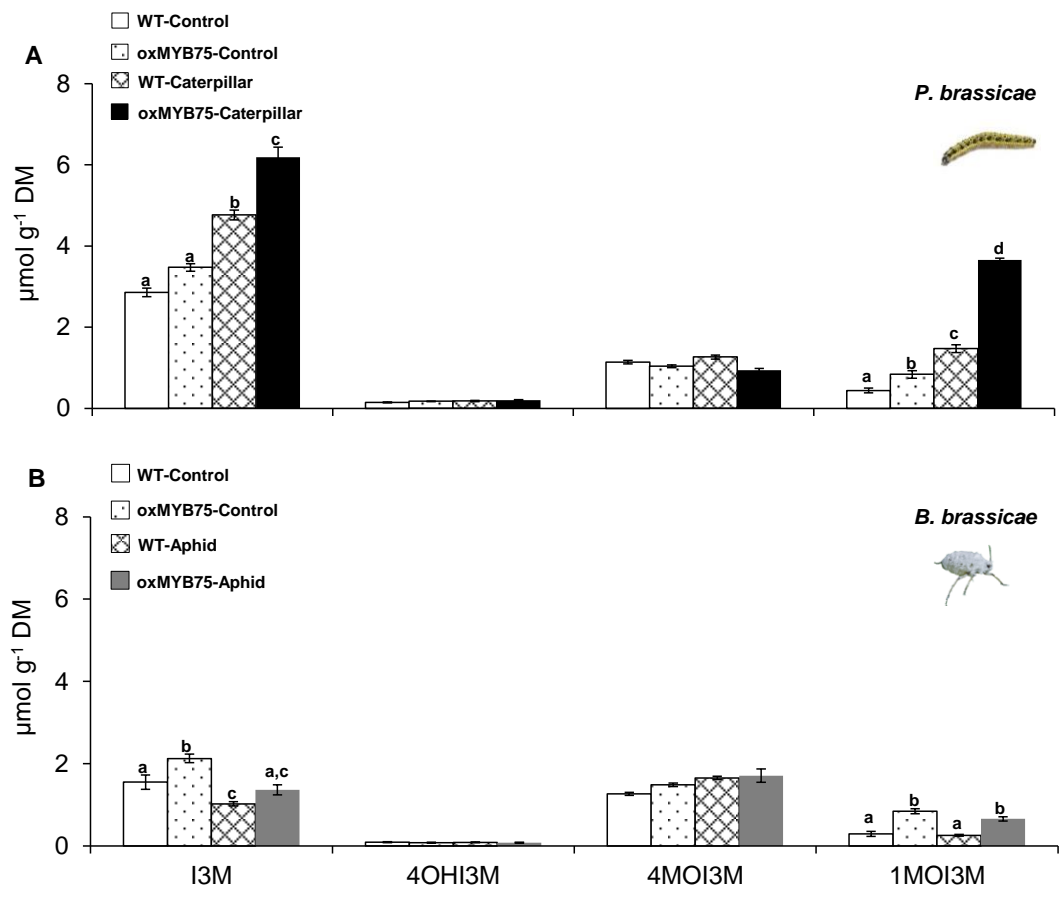 WT-Control
oxMYB75-Control
WT-Caterpillar
oxMYB75-Caterpillar
A
P. brassicae
µmol g-1 DM
8
6
4
2
0
a
a
b
c
a
b
c
d
B
WT-Control
oxMYB75-Control
WT-Aphid
oxMYB75-Aphid
B. brassicae
µmol g-1 DM
8
6
4
2
0
a
b
c
a,c
a
b
a
b
I3M 4OHI3M 4MOI3M 1MOI3M